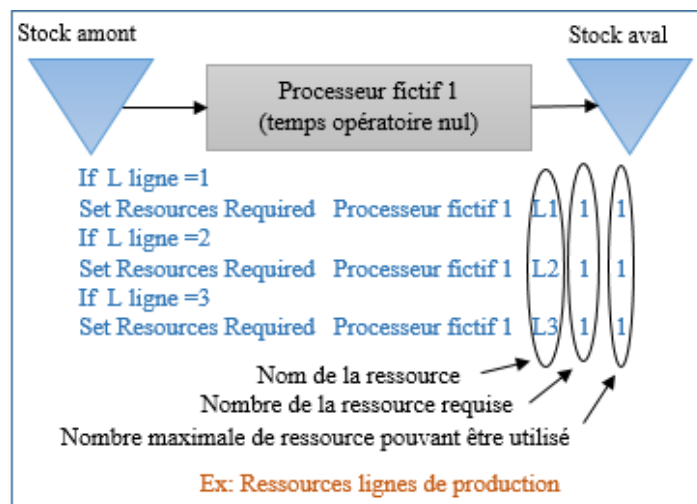 Stock amont
Stock aval
Processeur fictif 1
(temps opératoire nul)
If L ligne =1
Set Resources Required Processeur fictif 1 L1 1 1
If L ligne =2
Set Resources Required Processeur fictif 1 L2 1 1
If L ligne =3
Set Resources Required Processeur fictif 1 L3 1 1
Nom de la ressource
Nombre de la ressource requise
Nombre maximale de ressource pouvant être utilisé
Ex: Ressources lignes de production